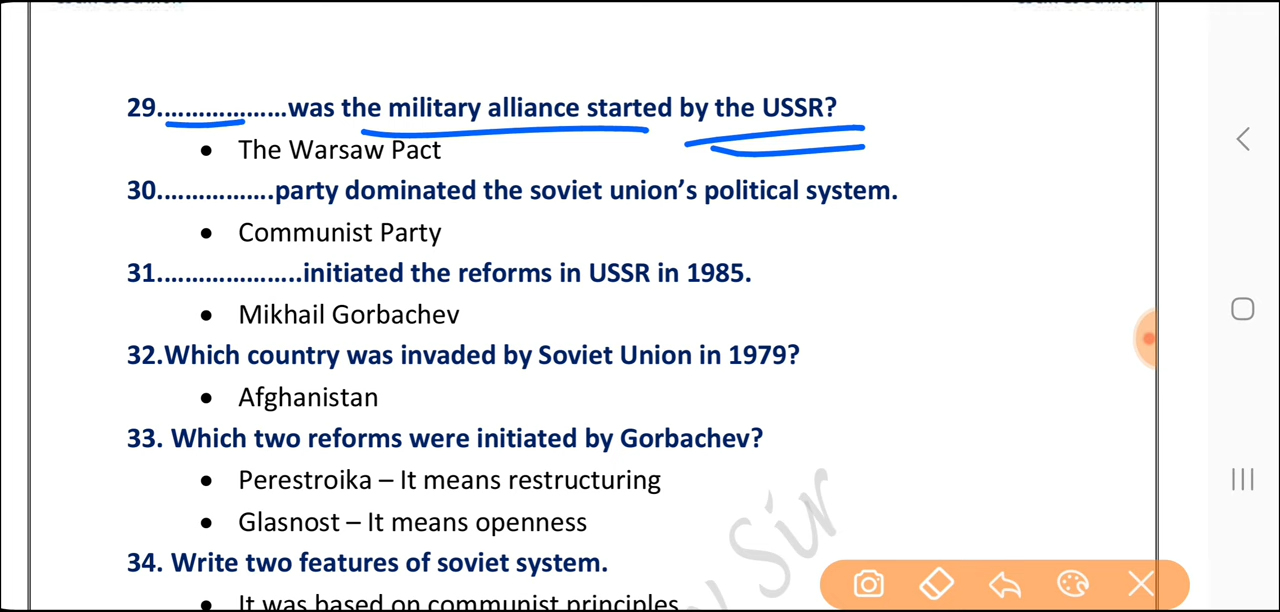 29...................was the military alliance started by the USSR?
• The Warsaw Pact
30.................party dominated the soviet union's political system.
• Communist Party
31.....................initiated the reforms in USSR in 1985.
• Mikhail Gorbachev
32.Which country was invaded by Soviet Union in 1979?
• Afghanistan
33. Which two reforms were initiated by Gorbachev?
• Perestroika – It means restructuring
• Glasnost – It means openness
Sir
34. Write two features of soviet system.
• It was based on communist principles